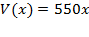 V(x) = 550x